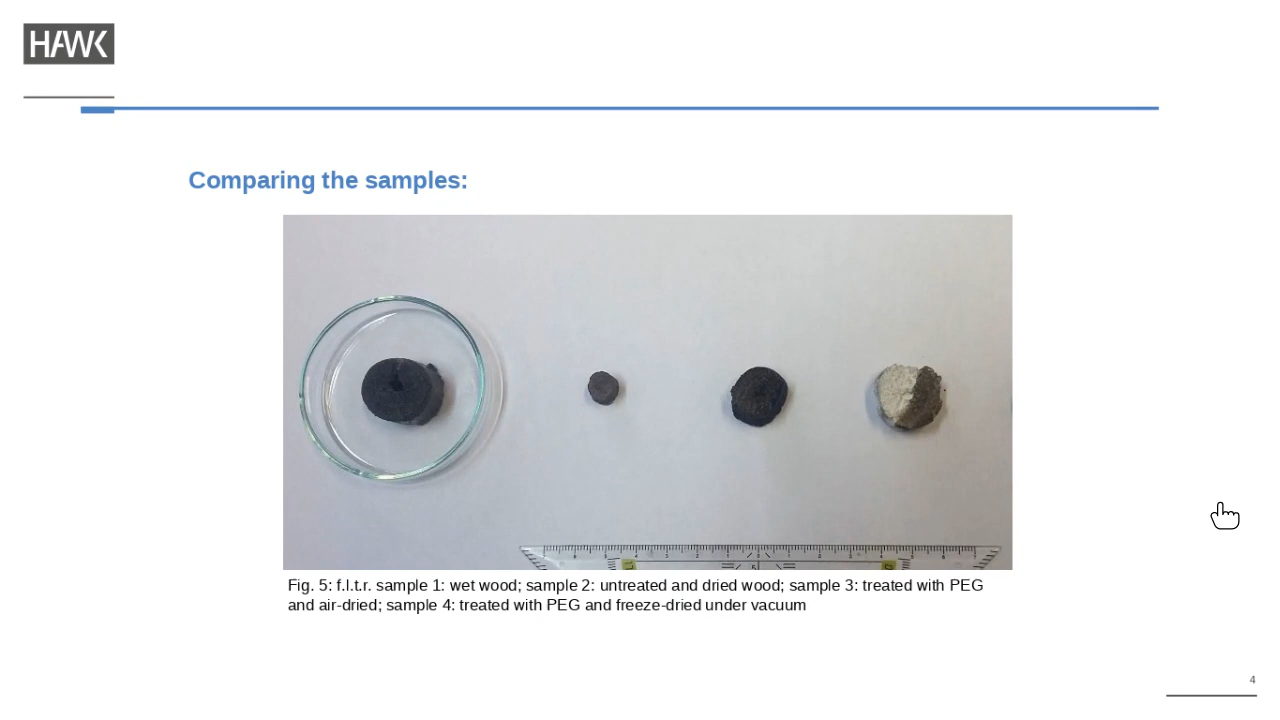 HAWK
Comparing the samples:
Fig. 5: f.l.t.r. sample 1: wet wood; sample 2: untreated and dried wood; sample 3: treated with PEG
and air-dried; sample 4: treated with PEG and freeze-dried under vacuum
4